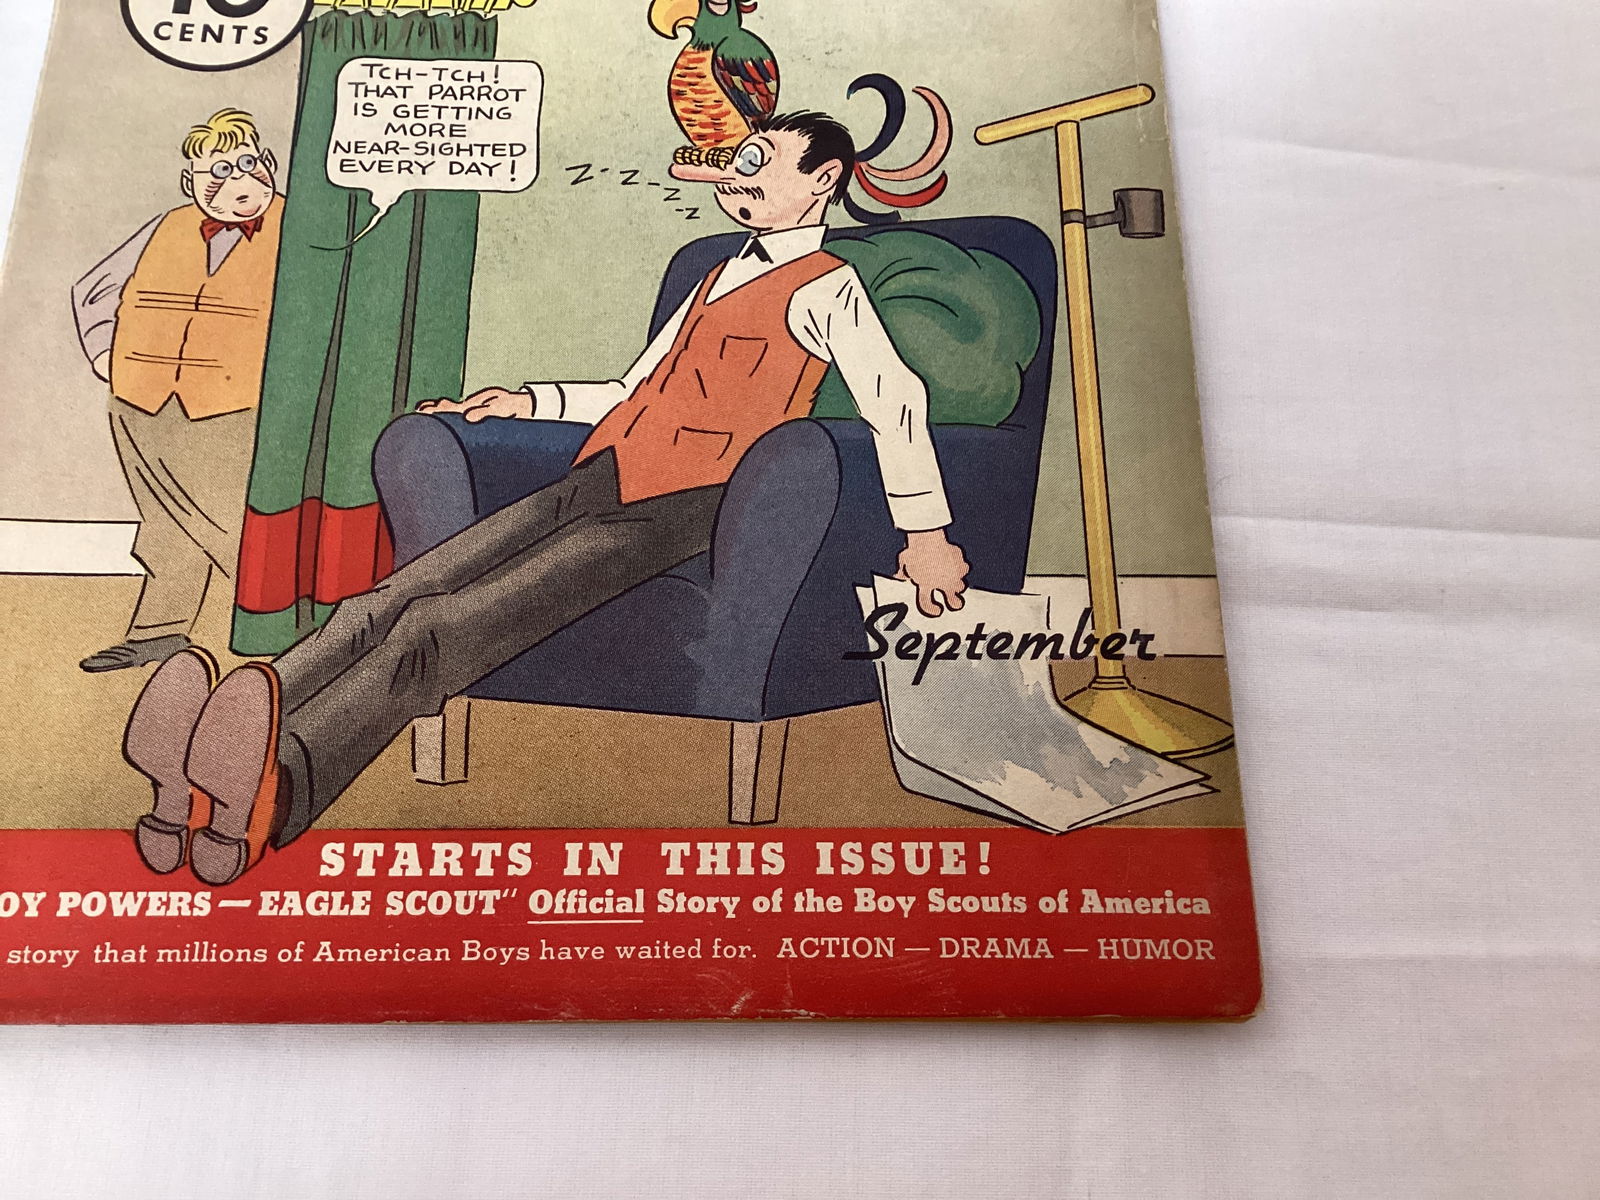 10
CENTS
TCH-TCH!
THAT PARROT
IS GETTING
MORE
NEAR-SIGHTED
EVERY DAY!
Z--Z--Z--Z
September
STARTS IN THIS ISSUE!
OY POWERS—EAGLE SCOUT" Official Story of the Boy Scouts of America
story that millions of American Boys have waited for. ACTION — DRAMA — HUMOR